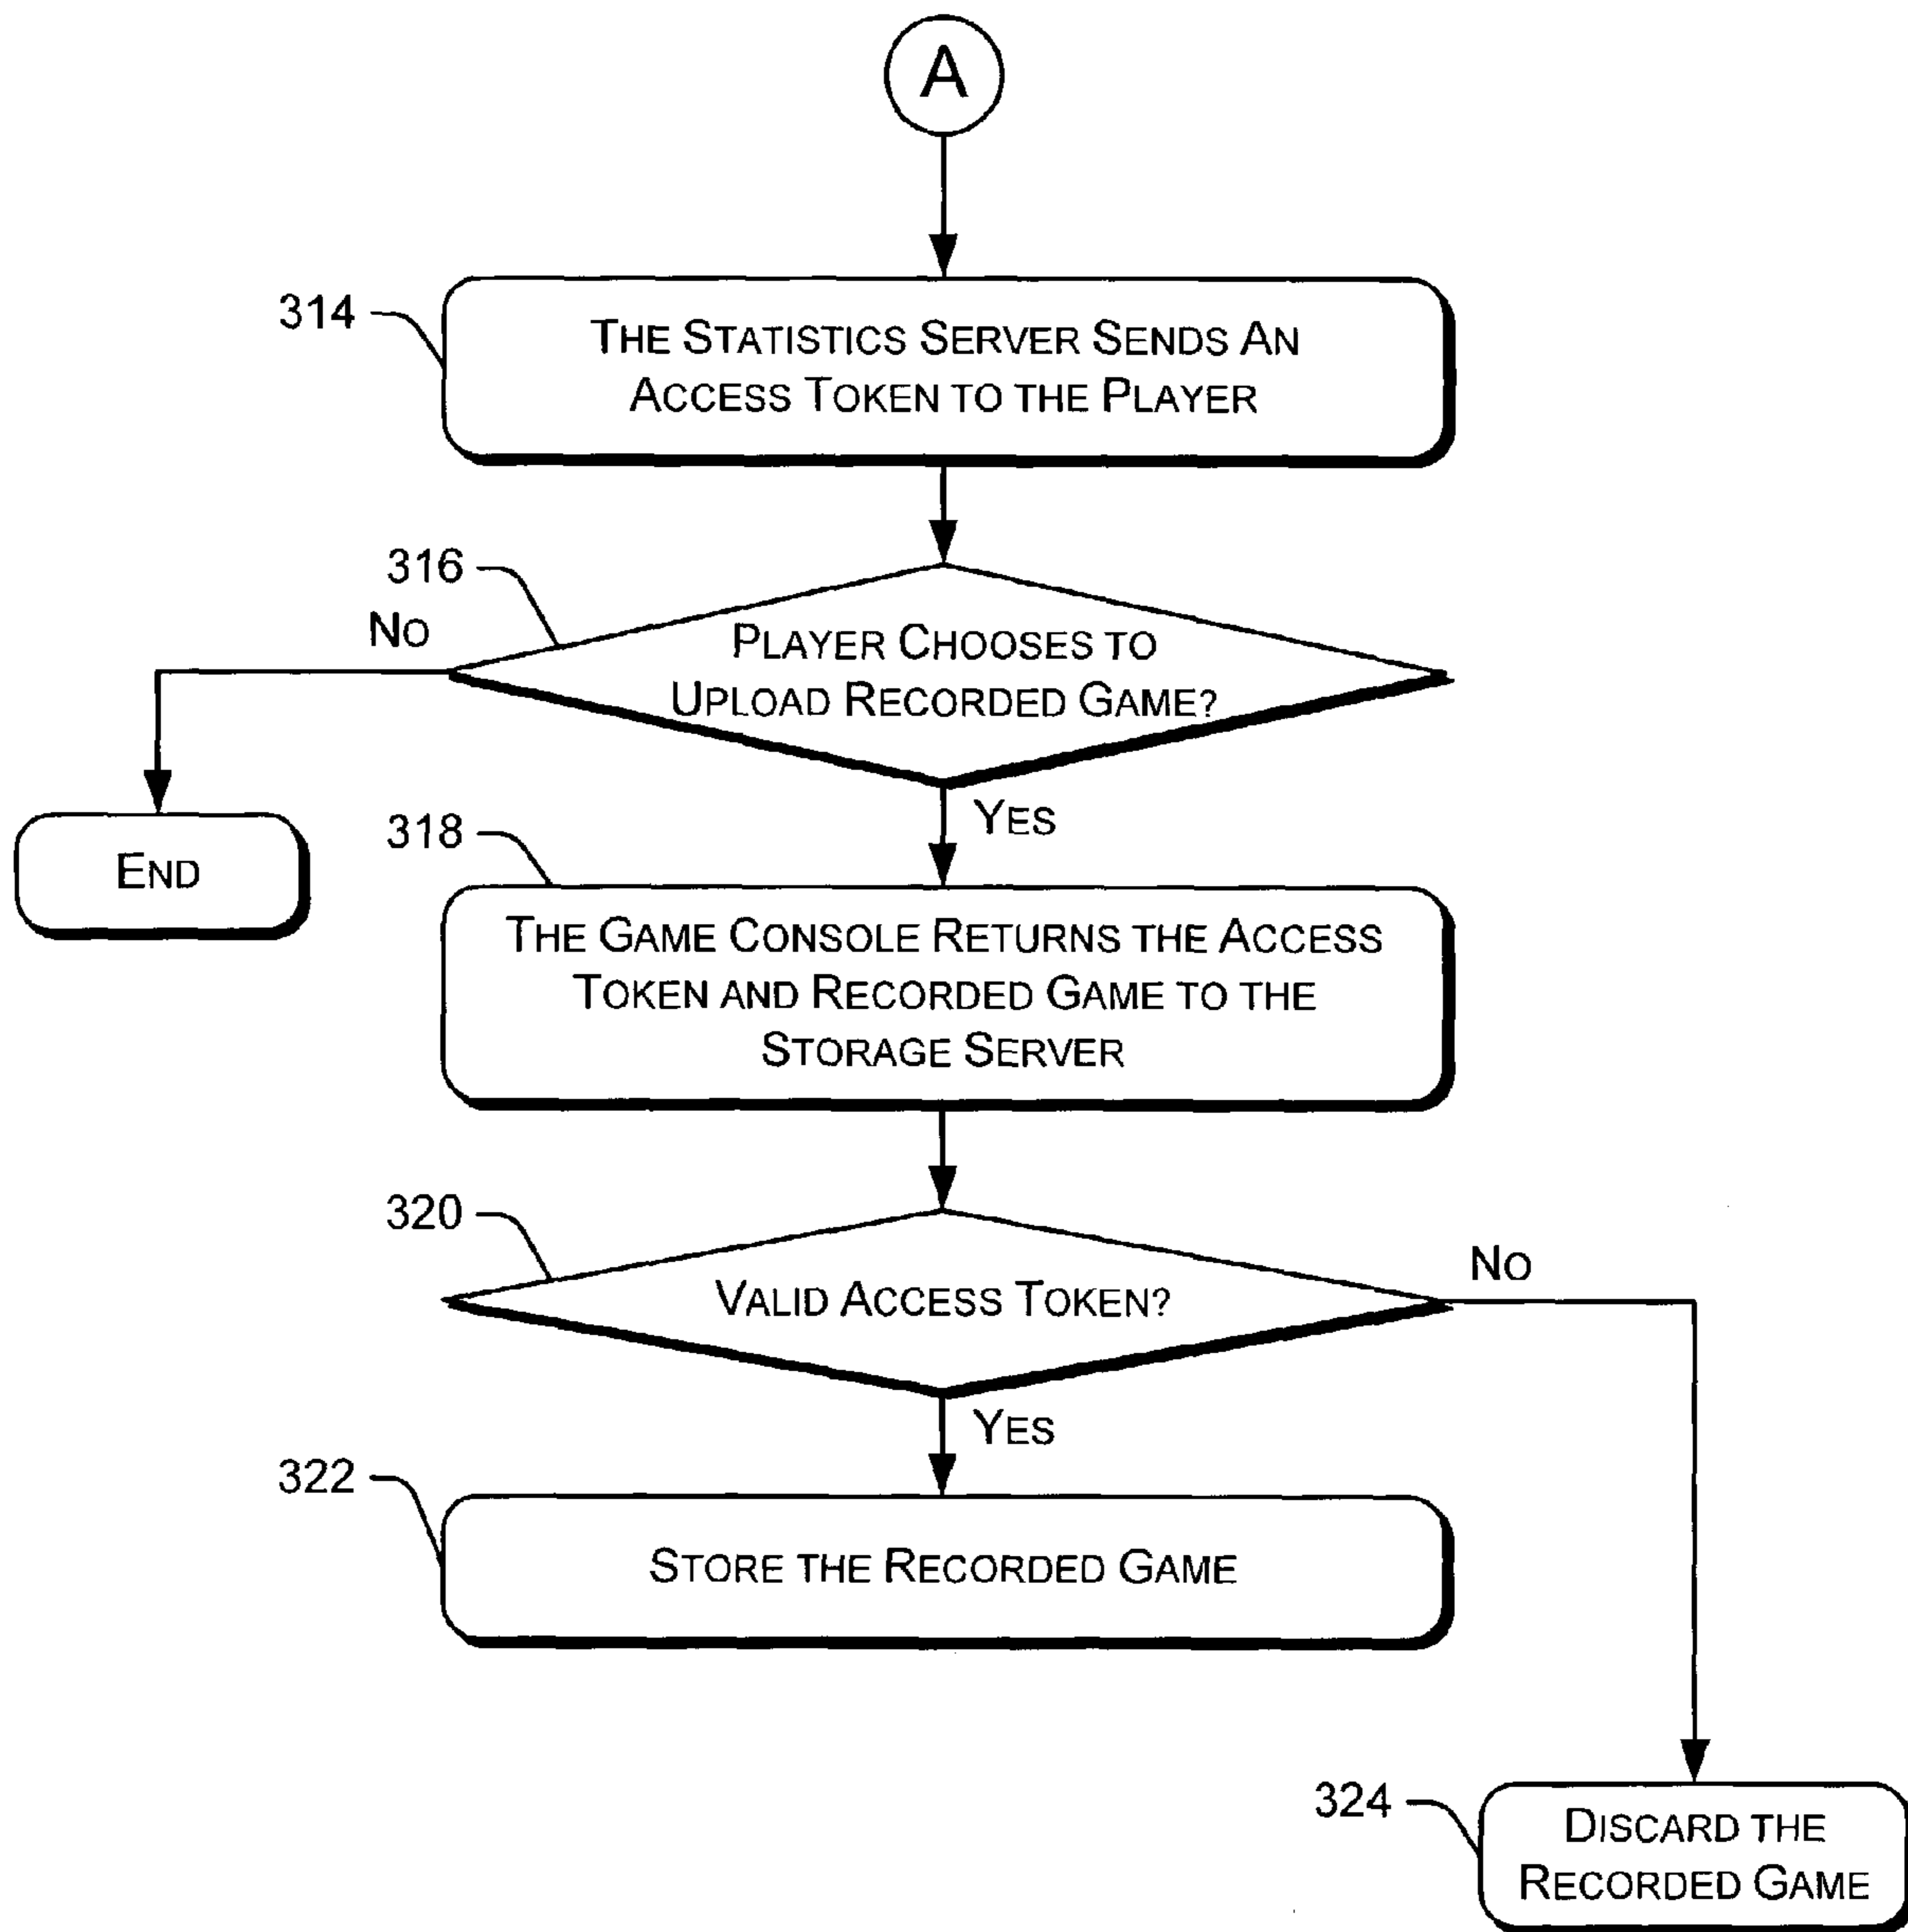 A
314
THE STATISTICS SERVER SENDS AN
ACCESS TOKEN TO THE PLAYER
316
NO
PLAYER CHOOSES TO
UPLOAD RECORDED GAME?
YES
END
318
THE GAME CONSOLE RETURNS THE ACCESS
TOKEN AND RECORDED GAME TO THE
STORAGE SERVER
320
VALID ACCESS TOKEN?
NO
YES
322
STORE THE RECORDED GAME
324
DISCARD THE
RECORDED GAME